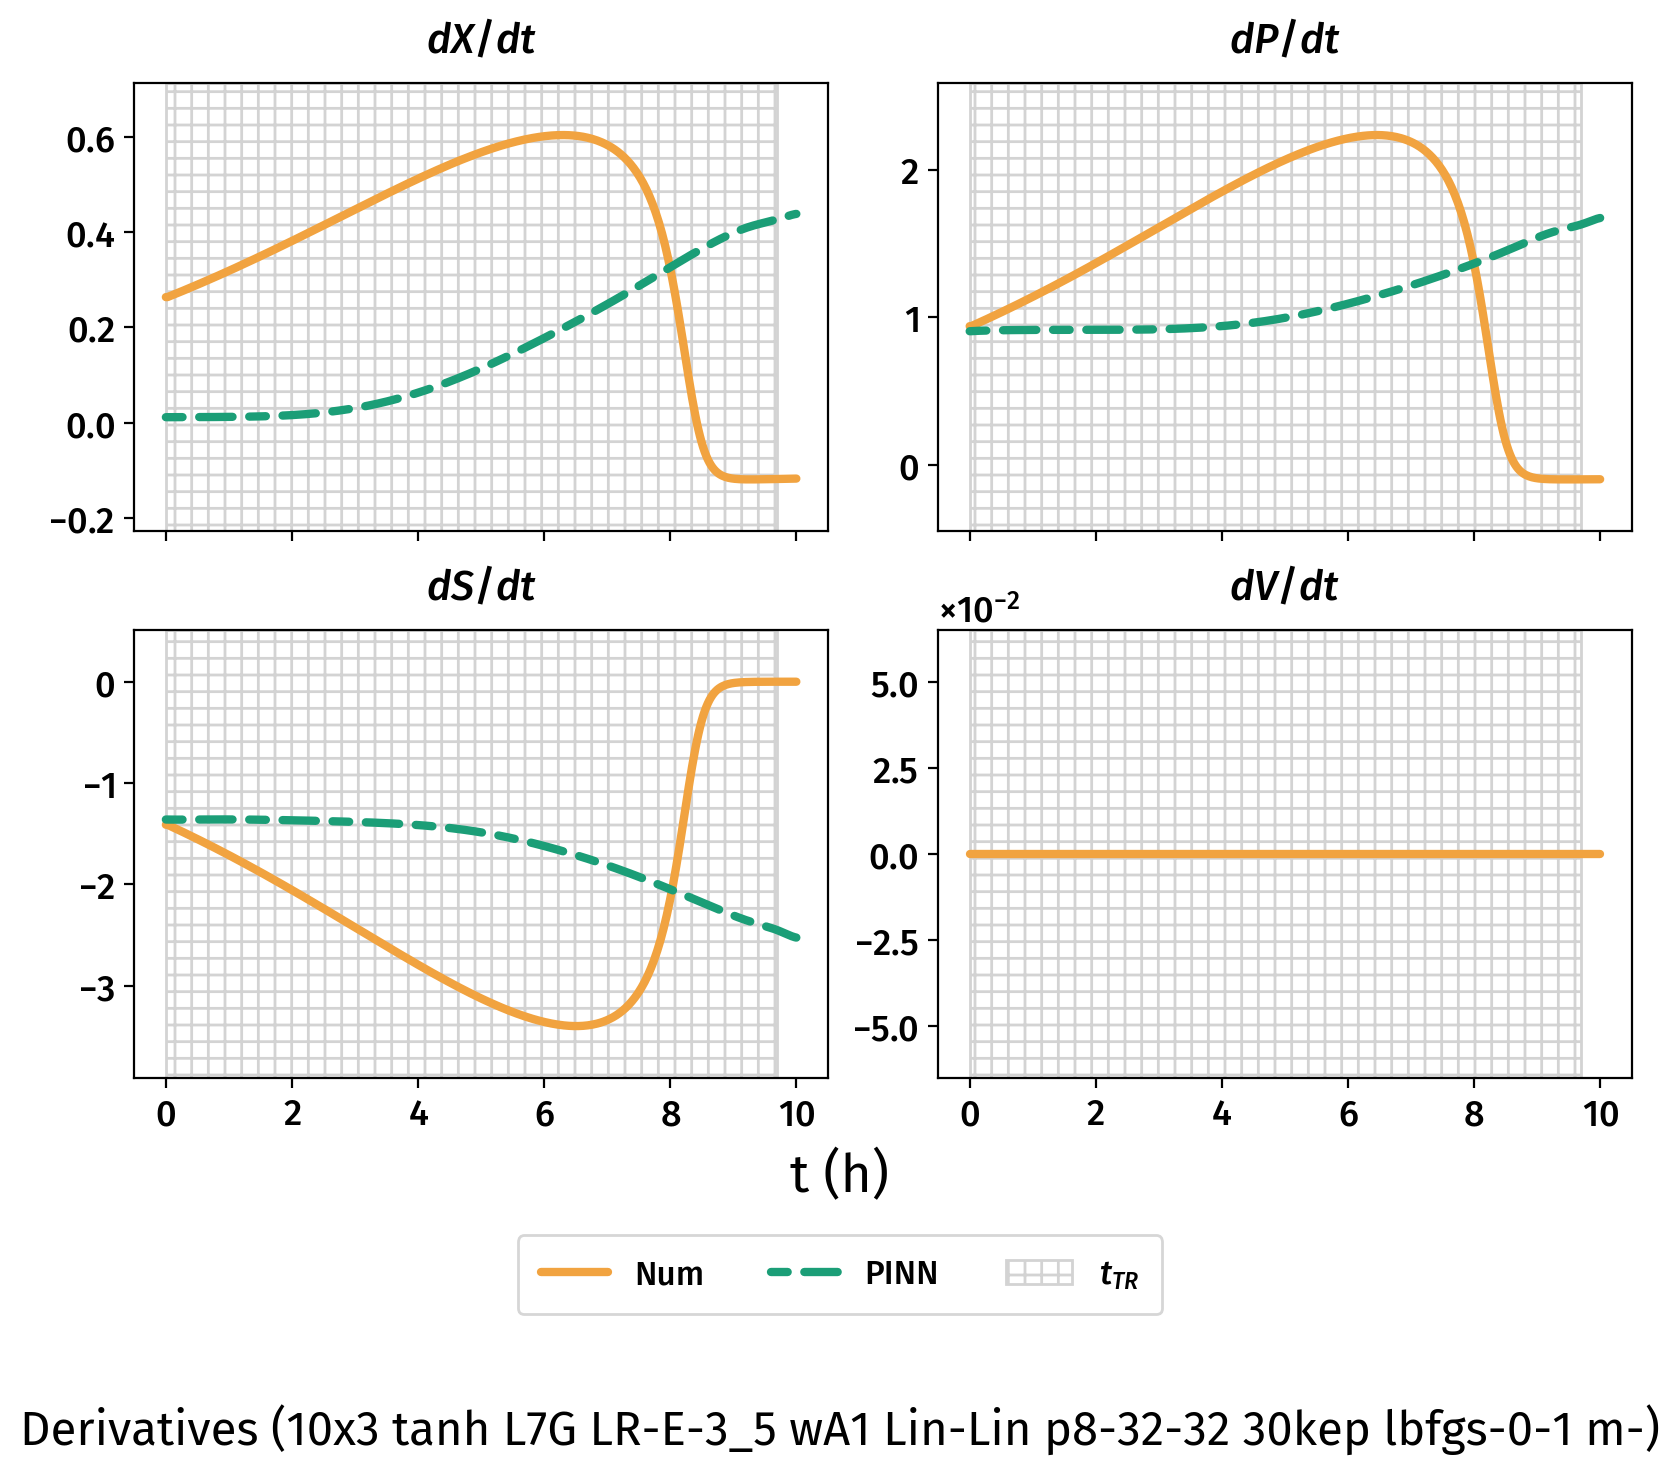 dX/dt
dP/dt
0.6
0.4
0.2
0.0
−0.2
2
1
0
dS/dt
dV/dt
×10⁻²
0
−1
−2
−3
5.0
2.5
0.0
−2.5
−5.0
0 2 4 6 8 10
0 2 4 6 8 10
t (h)
Num PINN t_TR
Derivatives (10x3 tanh L7G LR-E-3_5 wA1 Lin-Lin p8-32-32 30kep lbfgs-0-1 m-)